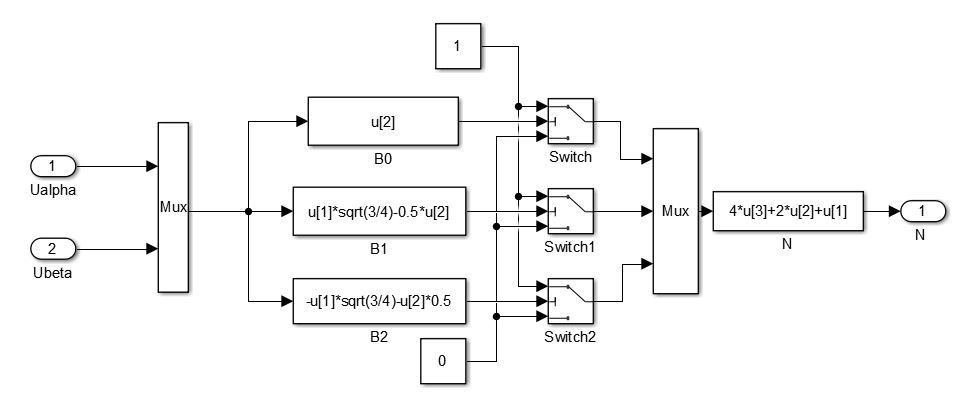 1
u[2]
B0
Switch
1
Ualpha
Mux
u[1]*sqrt(3/4)-0.5*u[2]
B1
Switch1
Mux
4*u[3]+2*u[2]+u[1]
N
1
N
2
Ubeta
-u[1]*sqrt(3/4)-u[2]*0.5
B2
Switch2
0